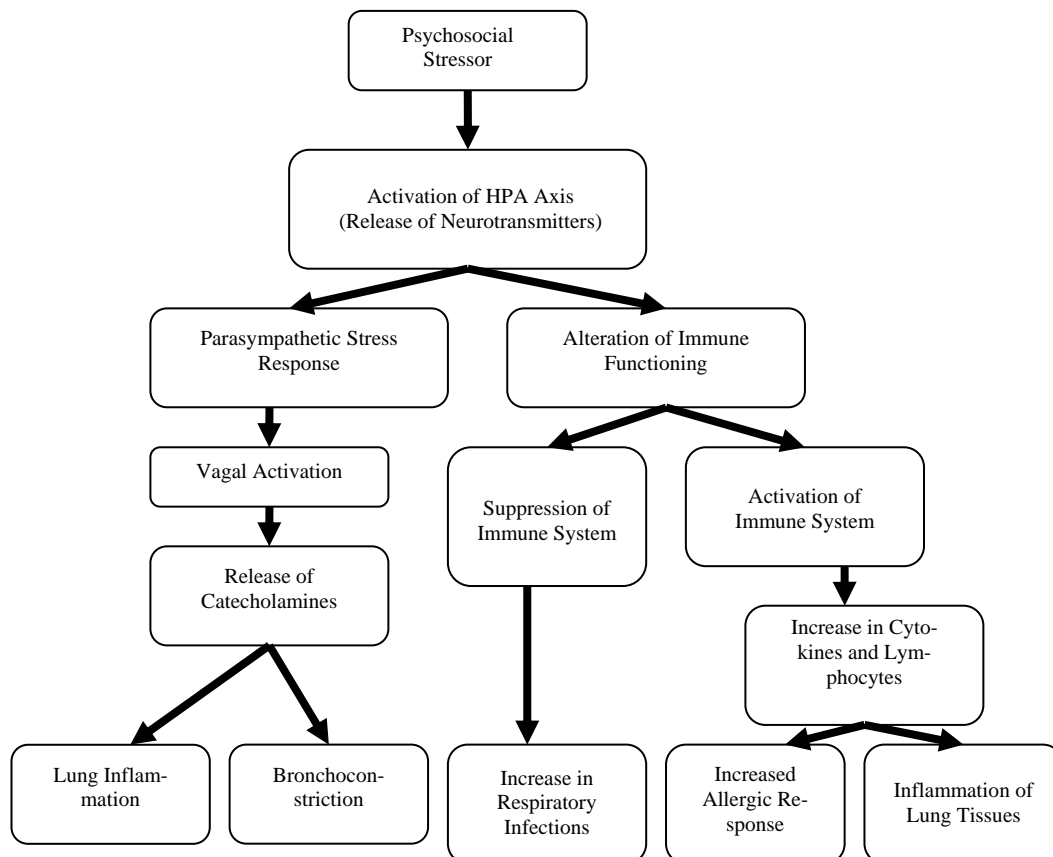 Psychosocial
Stressor
Activation of HPA Axis
(Release of Neurotransmitters)
Parasympathetic Stress
Response
Alteration of Immune
Functioning
Vagal Activation
Suppression of
Immune System
Activation of
Immune System
Release of
Catecholamines
Increase in Cyto-
kines and Lym-
phocytes
Lung Inflam-
mation
Bronchocon-
striction
Increase in
Respiratory
Infections
Increased
Allergic Re-
sponse
Inflammation of
Lung Tissues